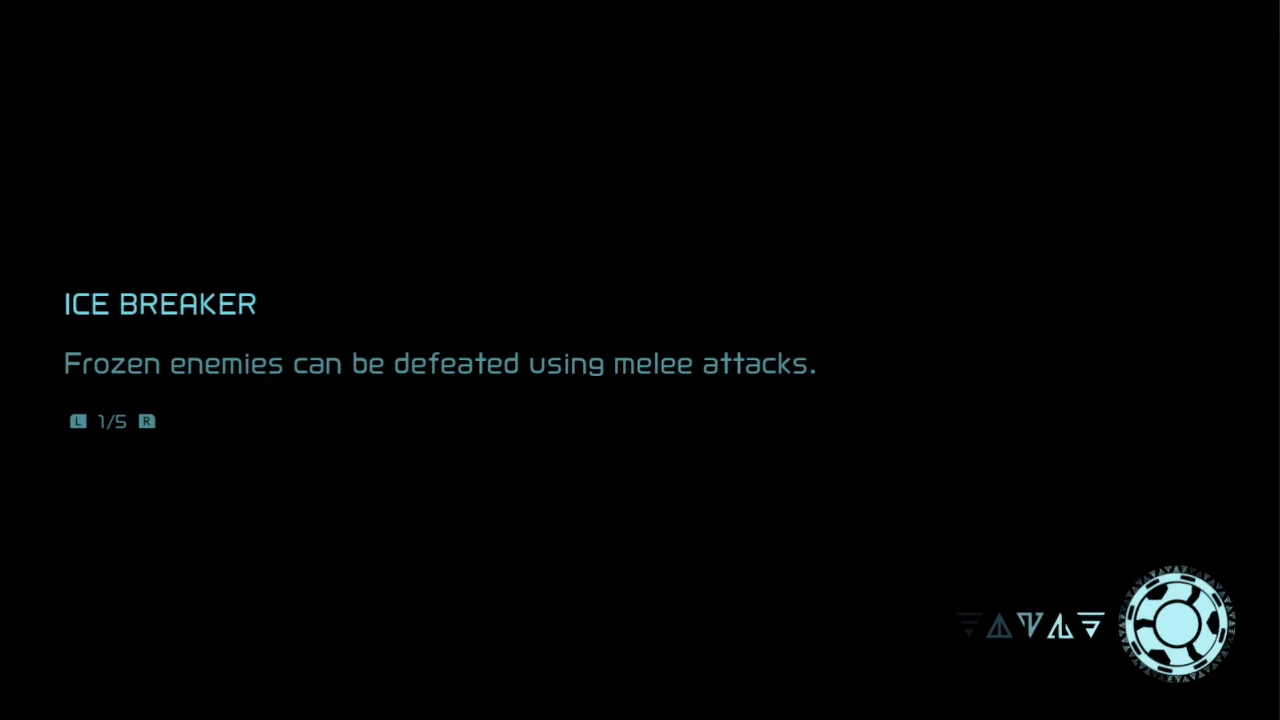 ICE BREAKER
Frozen enemies can be defeated using melee attacks.
L 1/5 R